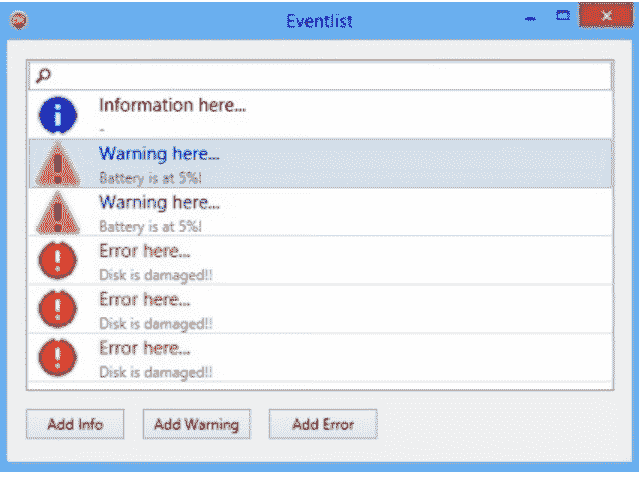 Eventlist
Information here...
-
Warning here...
Battery is at 5%!
Warning here...
Battery is at 5%!
Error here...
Disk is damaged!!
Error here...
Disk is damaged!!
Error here...
Disk is damaged!!
Add Info Add Warning Add Error